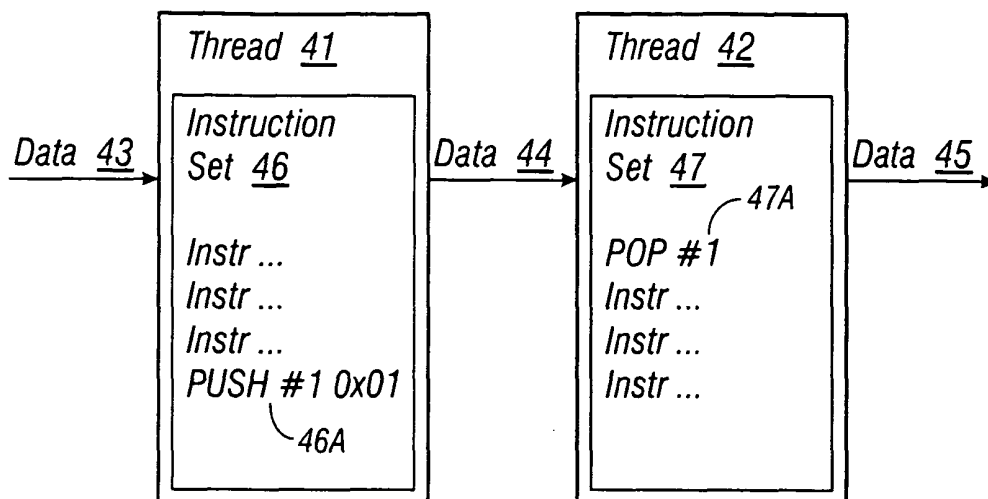 Thread 41
Thread 42
Data 43
Instruction
Set 46
Instr ...
Instr ...
Instr ...
PUSH #1 0x01
46A
Data 44
Instruction
Set 47
47A
POP #1
Instr ...
Instr ...
Instr ...
Data 45